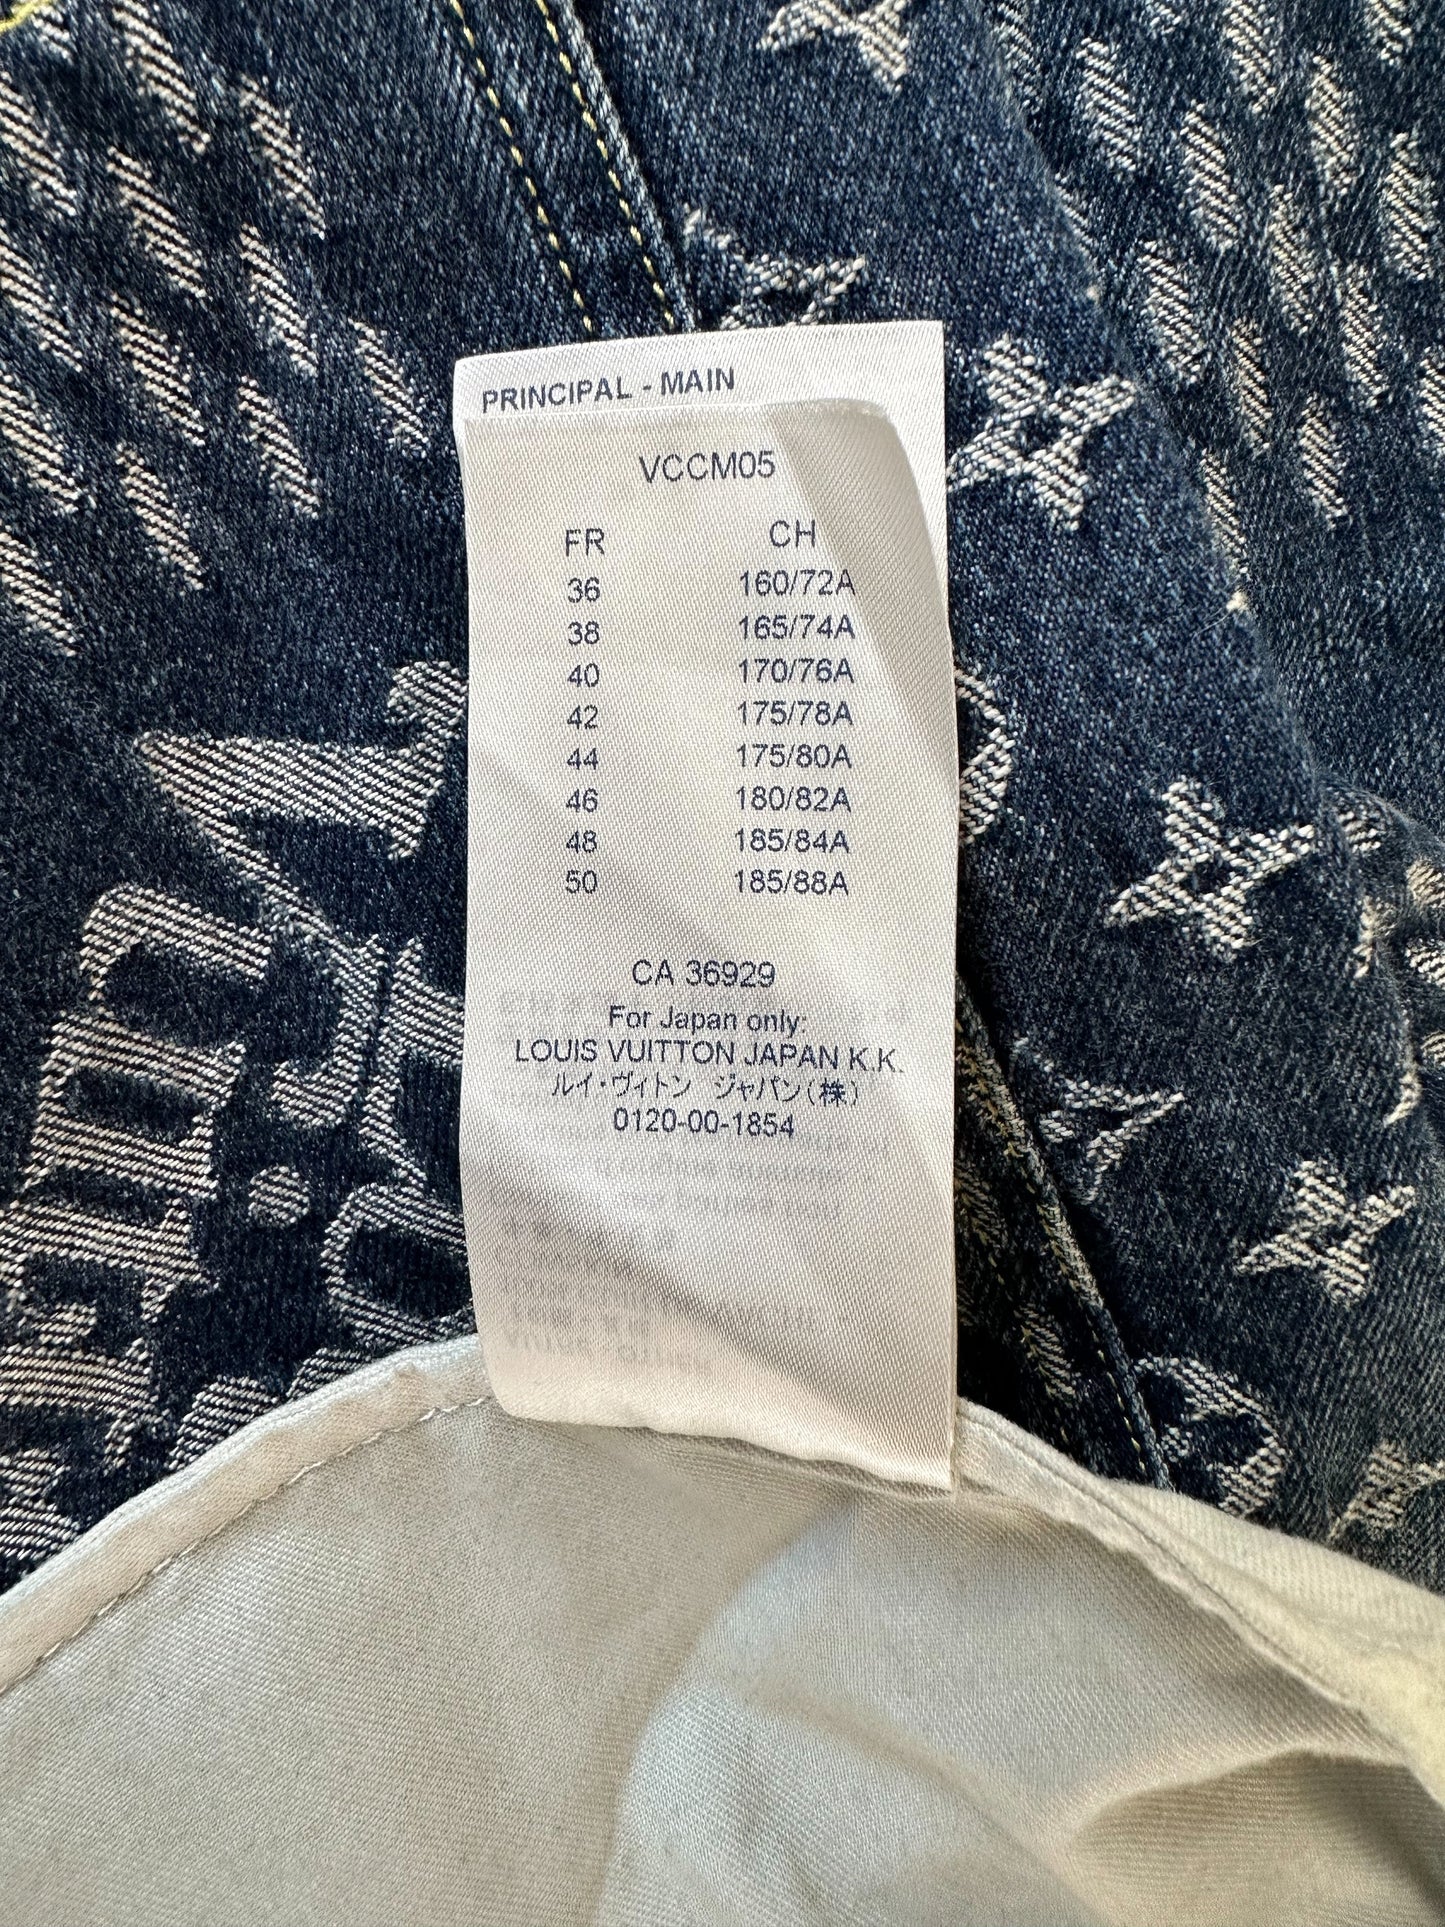 PRINCIPAL - MAIN
VCCM05
FR CH
36 160/72A
38 165/74A
40 170/76A
42 175/78A
44 175/80A
46 180/82A
48 185/84A
50 185/88A
CA 36929
For Japan only:
LOUIS VUITTON JAPAN K.K.
ルイ・ヴィトン ジャパン(株)
0120-00-1854